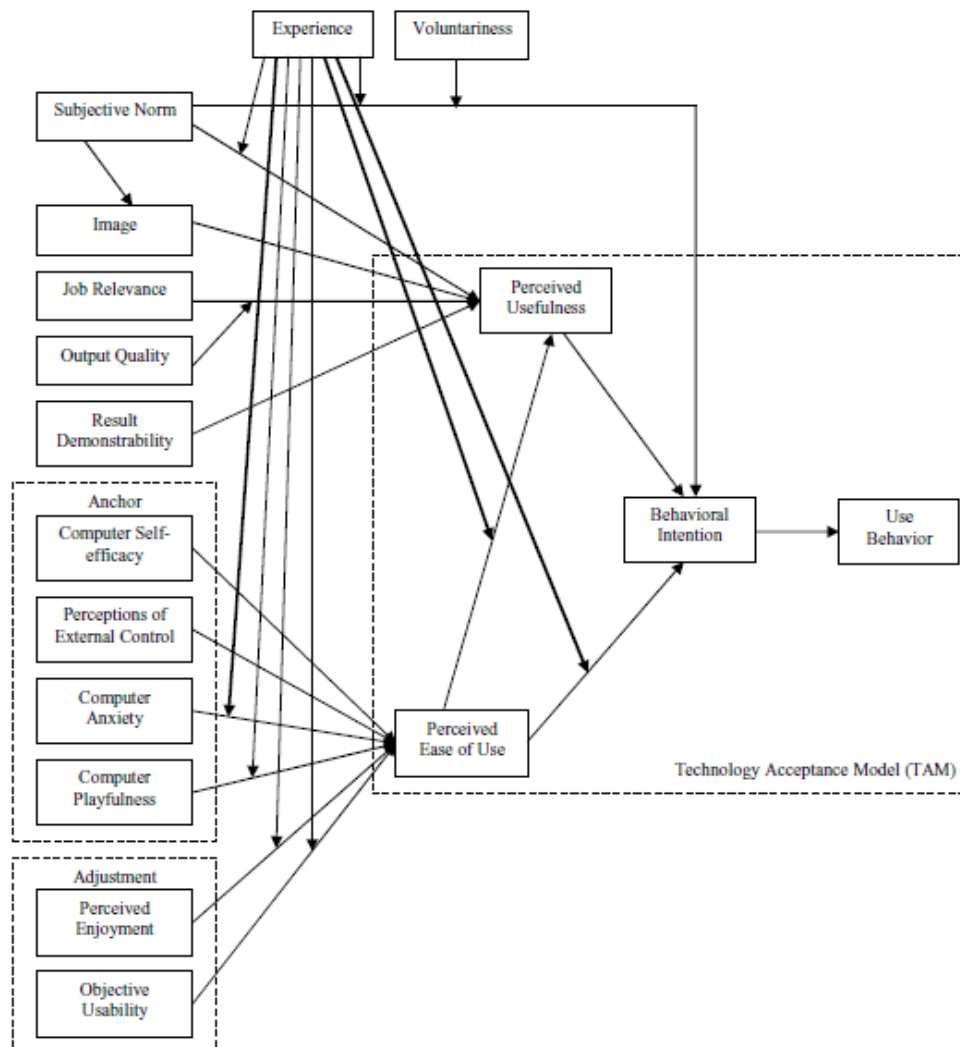 Experience
Voluntariness
Subjective Norm
Image
Job Relevance
Output Quality
Result
Demonstrability
Perceived
Usefulness
Anchor
Computer Self-
efficacy
Perceptions of
External Control
Computer
Anxiety
Computer
Playfulness
Behavioral
Intention
Use
Behavior
Perceived
Ease of Use
Technology Acceptance Model (TAM)
Adjustment
Perceived
Enjoyment
Objective
Usability